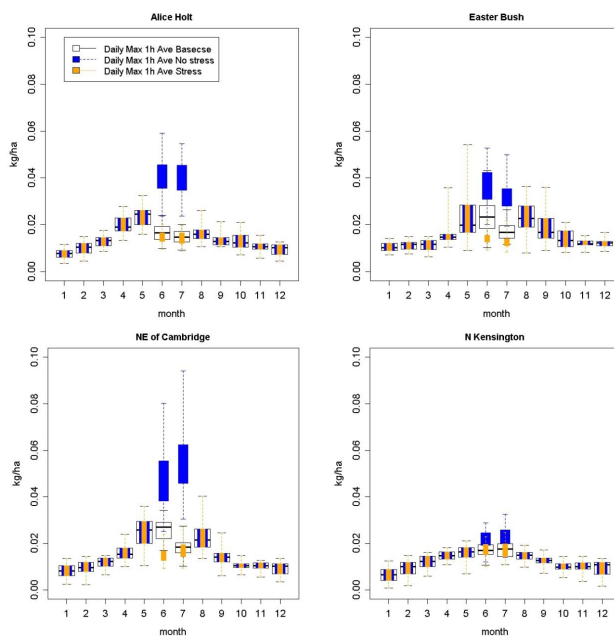 Alice Holt
kg/ha
0.00 0.02 0.04 0.06 0.08 0.10
Daily Max 1h Ave Basecse
Daily Max 1h Ave No stress
Daily Max 1h Ave Stress
1 2 3 4 5 6 7 8 9 10 11 12
month
Easter Bush
kg/ha
0.00 0.02 0.04 0.06 0.08 0.10
1 2 3 4 5 6 7 8 9 10 11 12
month
NE of Cambridge
kg/ha
0.00 0.02 0.04 0.06 0.08 0.10
1 2 3 4 5 6 7 8 9 10 11 12
month
N Kensington
kg/ha
0.00 0.02 0.04 0.06 0.08 0.10
1 2 3 4 5 6 7 8 9 10 11 12
month